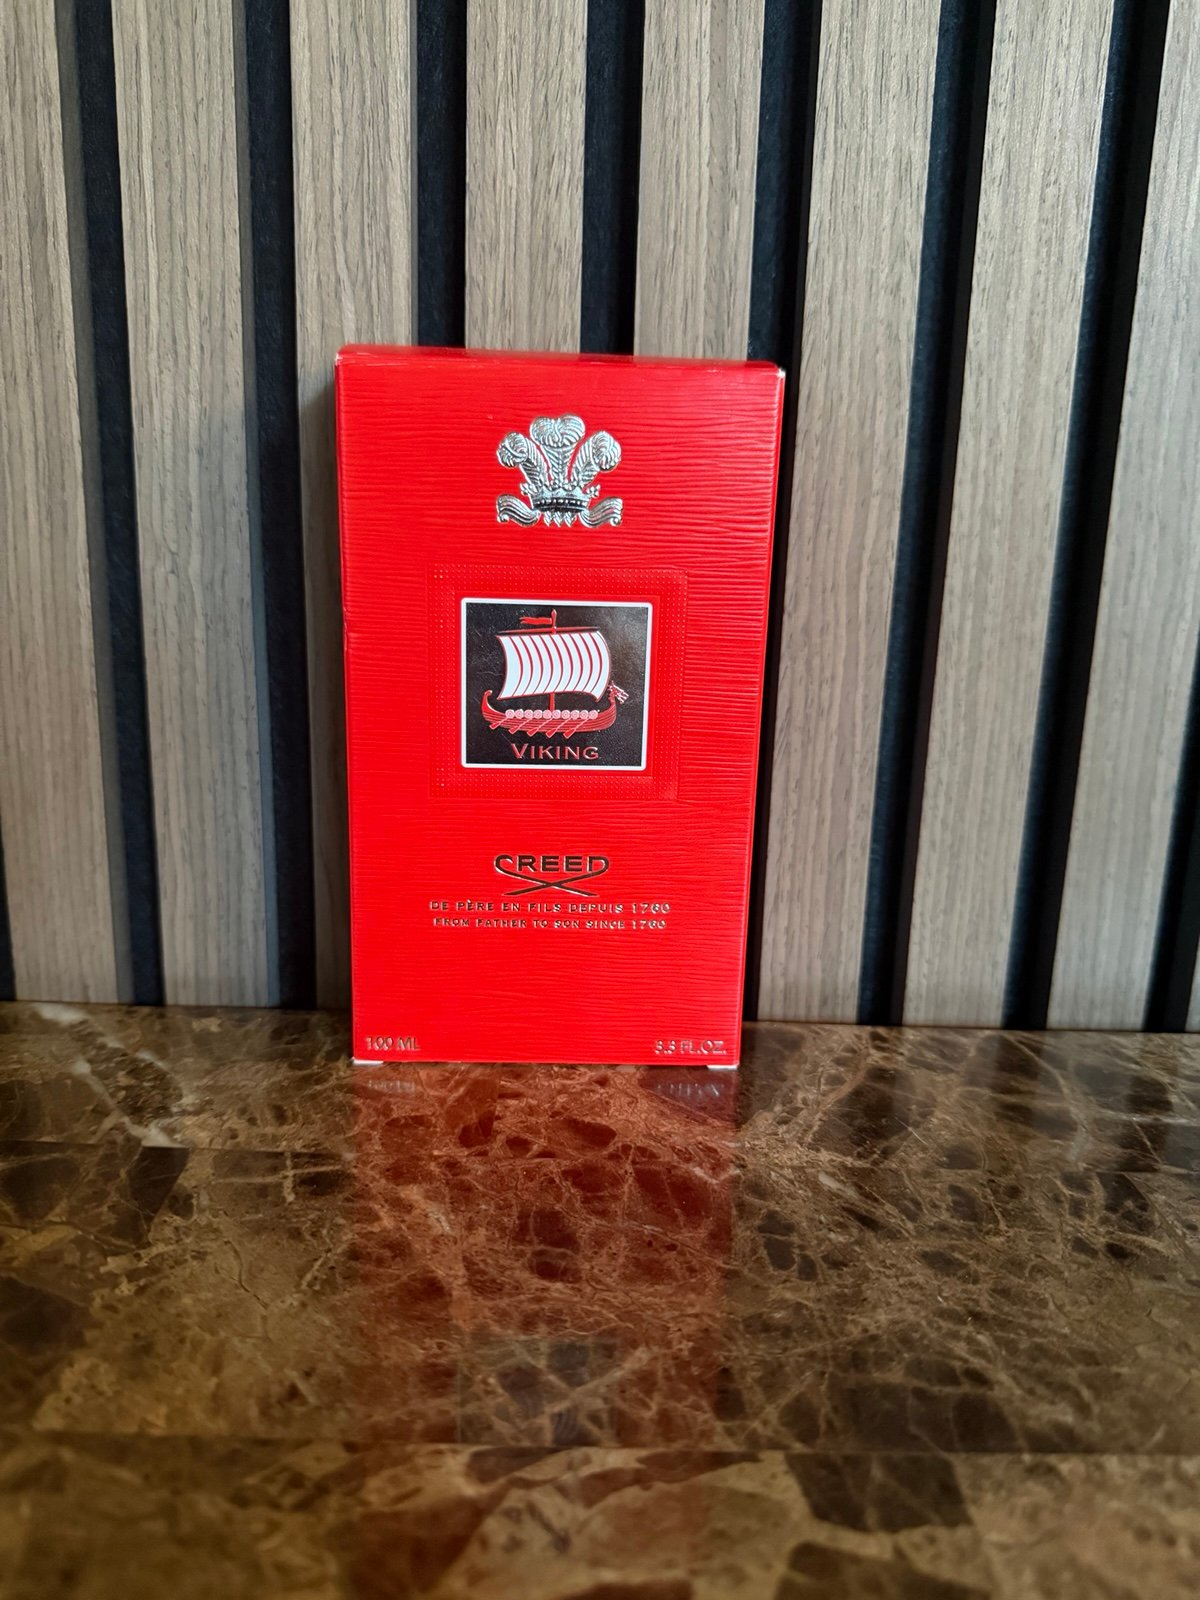 VIKING
CREED
DE PÈRE EN FILS DEPUIS 1760
FROM FATHER TO SON SINCE 1760
100 ML
3.3 FL.OZ.